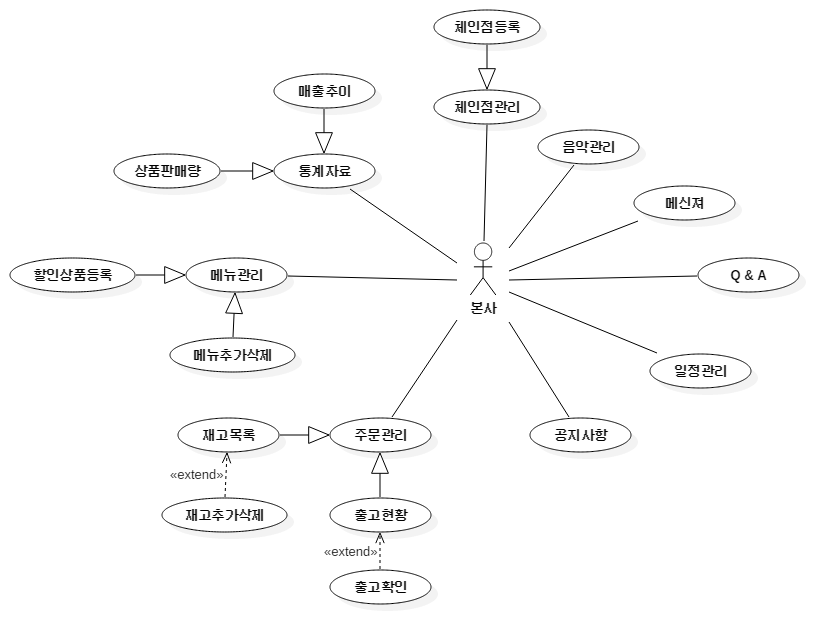 체인점등록
매출추이
체인점관리
음악관리
상품판매량
통계자료
메신져
할인상품등록
메뉴관리
Q & A
본사
메뉴추가삭제
일정관리
재고목록
주문관리
공지사항
«extend»
재고추가삭제
출고현황
«extend»
출고확인